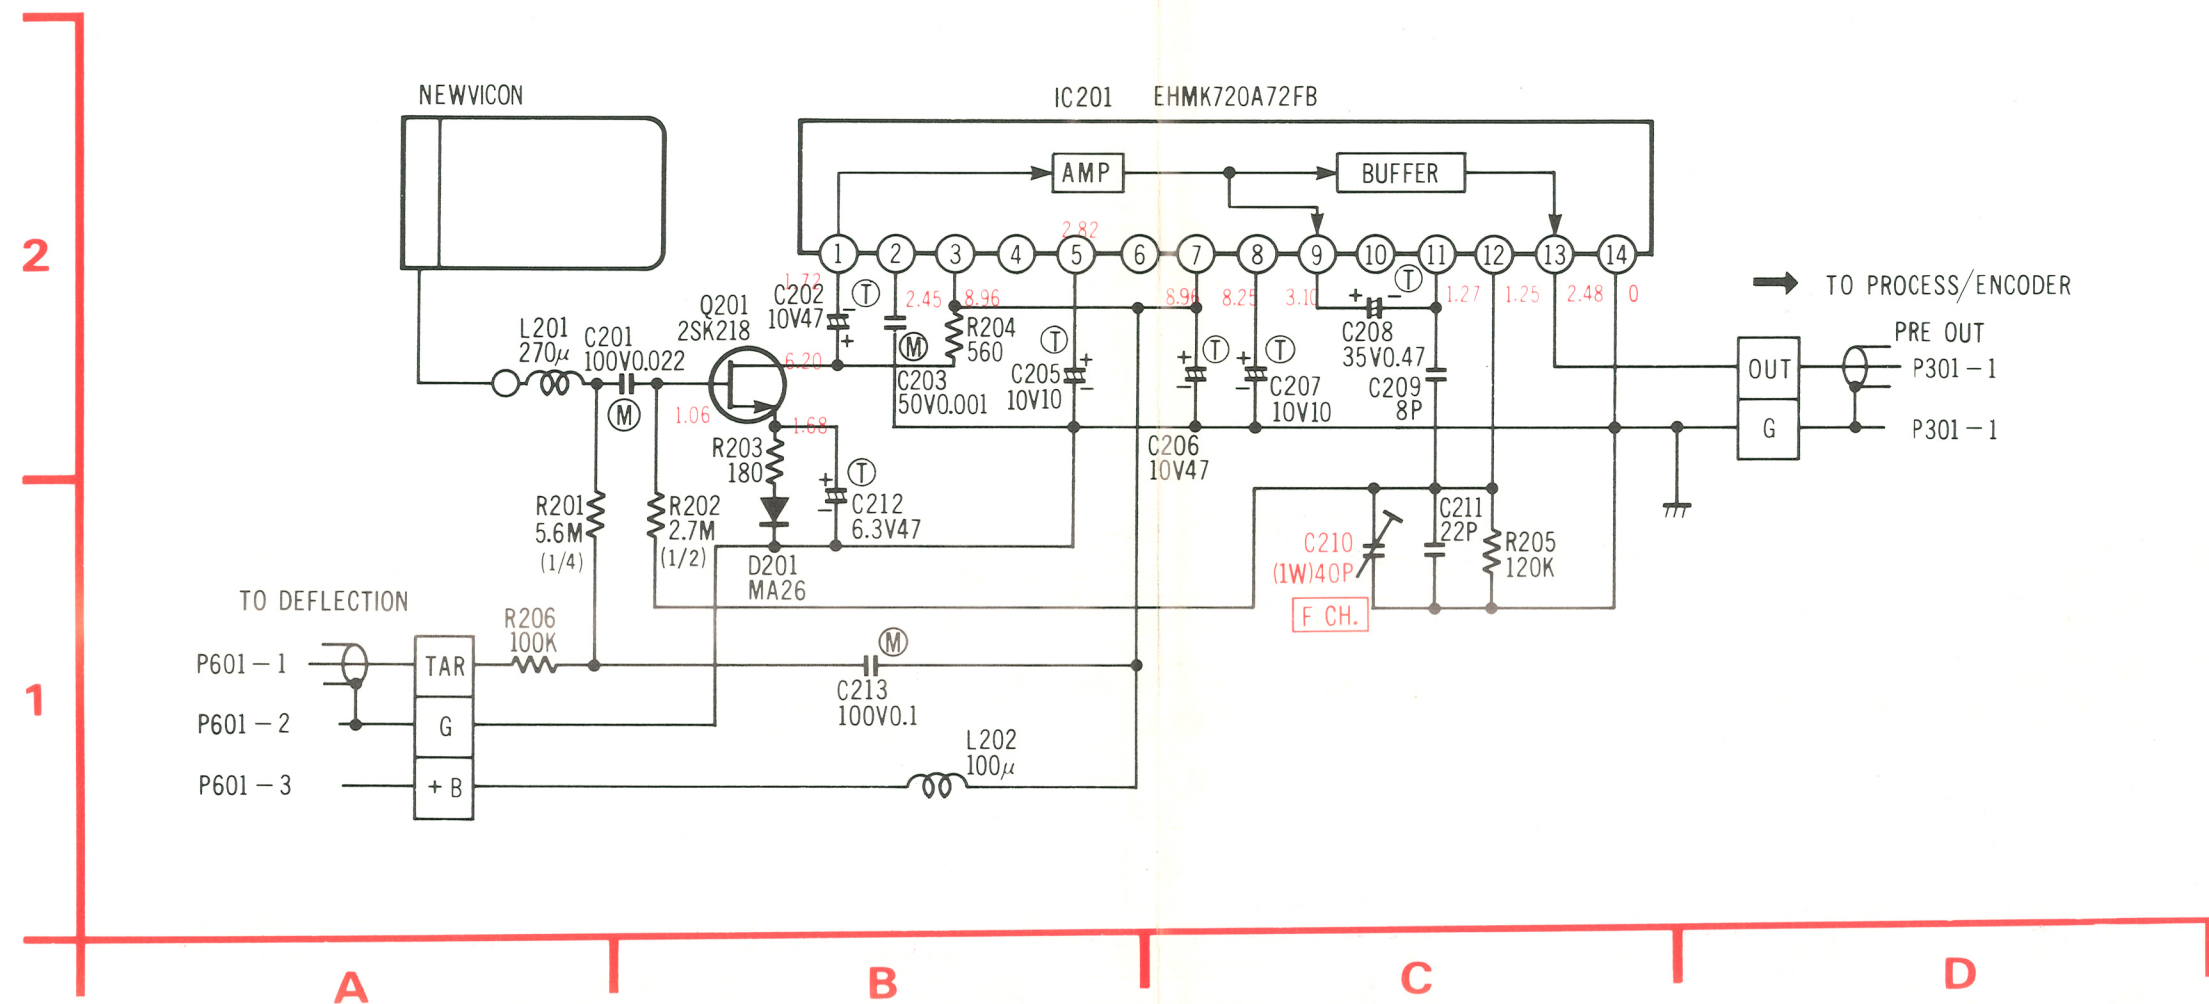 NEWVICON
IC201 EHMK720A72FB
AMP
BUFFER
2
1 2 3 4 5 6 7 8 9 10 11 12 13 14
2.82
1.72
2.45
8.96
8.96
8.25
3.10
1.27
1.25
2.48
0
T
C202
10V47
- +
Q201
2SK218
L201
270μ
C201
100V0.022
M
6.20
1.06
1.68
M
C203
50V0.001
R204
560
T
C205
10V10
+ -
T
+ -
C206
10V47
T
+ -
C207
10V10
T
+ -
C208
35V0.47
C209
8P
TO PROCESS/ENCODER
PRE OUT
OUT
P301-1
G
P301-1
R203
180
T
+ -
C212
6.3V47
R201
5.6M
(1/4)
R202
2.7M
(1/2)
D201
MA26
C210
(1W)40P
F CH.
C211
22P
R205
120K
TO DEFLECTION
R206
100K
P601-1
TAR
M
C213
100V0.1
1
P601-2
G
L202
100μ
P601-3
+B
A
B
C
D